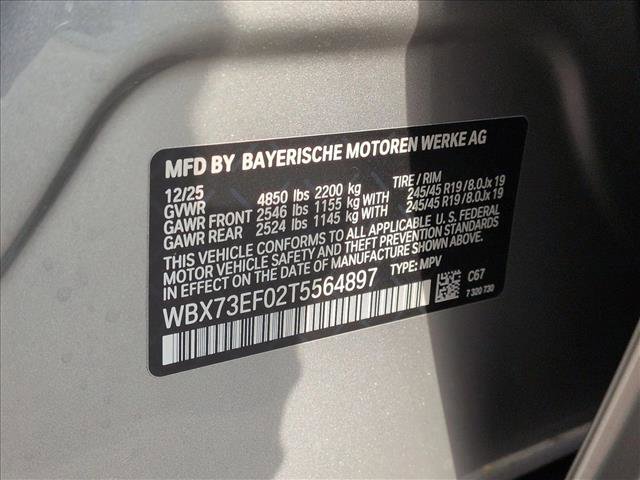 MFD BY BAYERISCHE MOTOREN WERKE AG
12/25 TIRE / RIM
GVWR 4850 lbs 2200 kg
GAWR FRONT 2546 lbs 1155 kg WITH 245/45 R19 / 8.0Jx 19
GAWR REAR 2524 lbs 1145 kg WITH 245/45 R19 / 8.0Jx 19
THIS VEHICLE CONFORMS TO ALL APPLICABLE U. S. FEDERAL
MOTOR VEHICLE SAFETY AND THEFT PREVENTION STANDARDS
IN EFFECT ON THE DATE OF MANUFACTURE SHOWN ABOVE.
WBX73EF02T5564897 TYPE: MPV C67
7 320 730